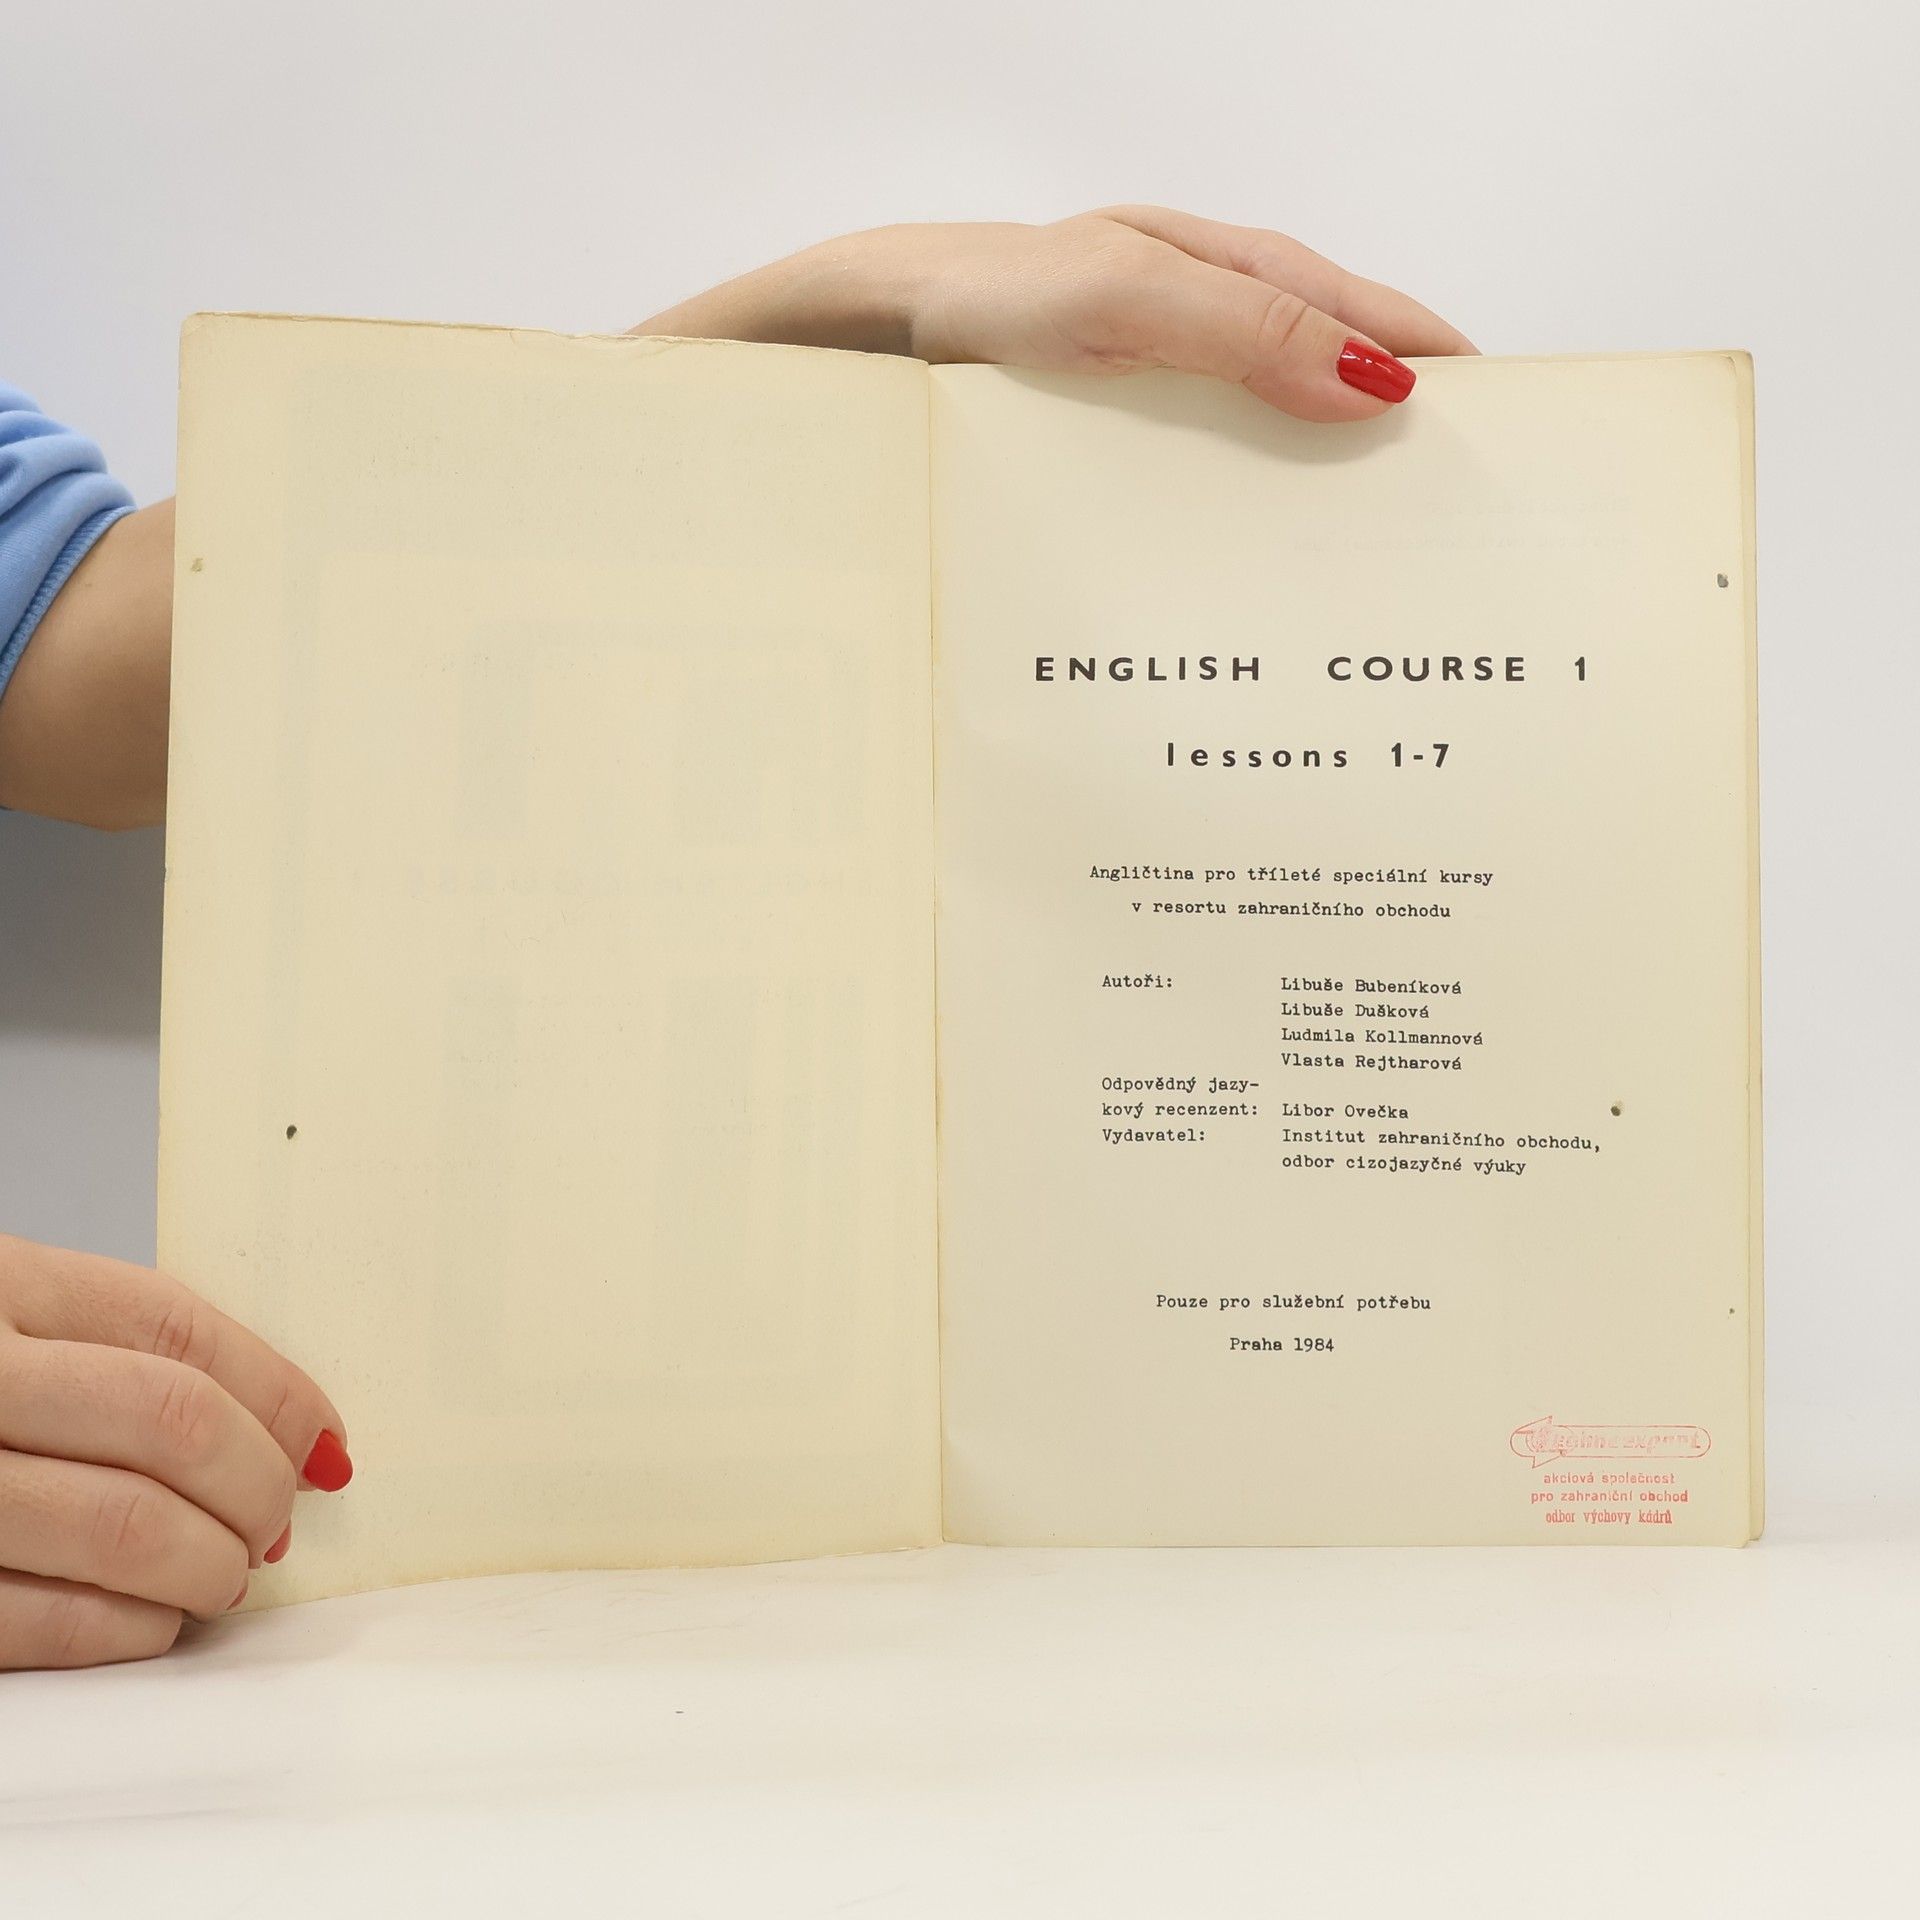 ENGLISH COURSE 1
lessons 1-7
Angličtina pro tříleté speciální kursy
v resortu zahraničního obchodu
Autoři: Libuše Bubeníková
Libuše Dušková
Ludmila Kollmannová
Vlasta Rejtharová
Odpovědný jazy-
kový recenzent: Libor Ovečka
Vydavatel: Institut zahraničního obchodu,
odbor cizojazyčné výuky
Pouze pro služební potřebu
Praha 1984
Technoexport
akciová společnost
pro zahraniční obchod
odbor výchovy kádrů